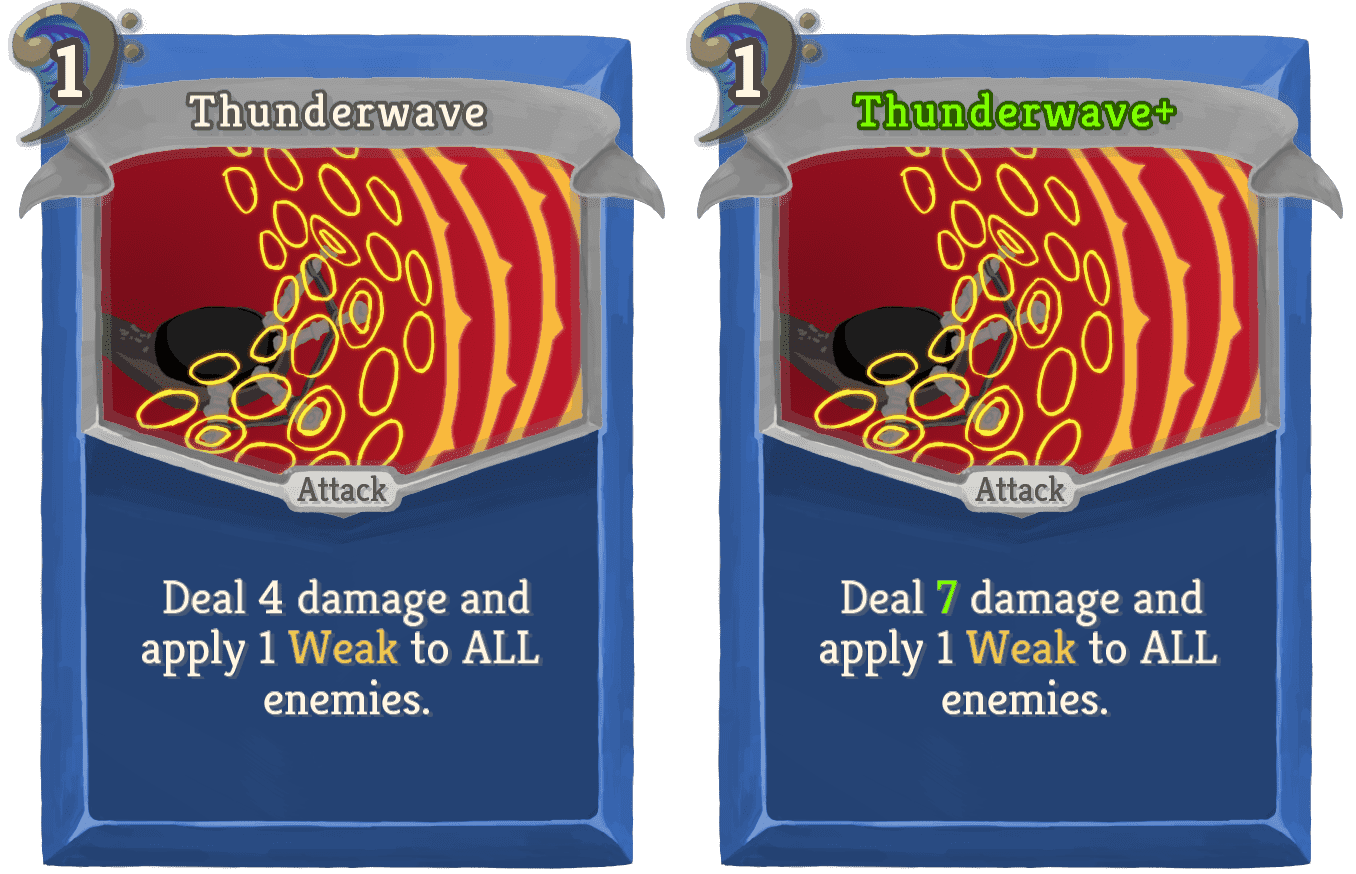 1
Thunderwave
Attack
Deal 4 damage and
apply 1 Weak to ALL
enemies.
1
Thunderwave+
Attack
Deal 7 damage and
apply 1 Weak to ALL
enemies.